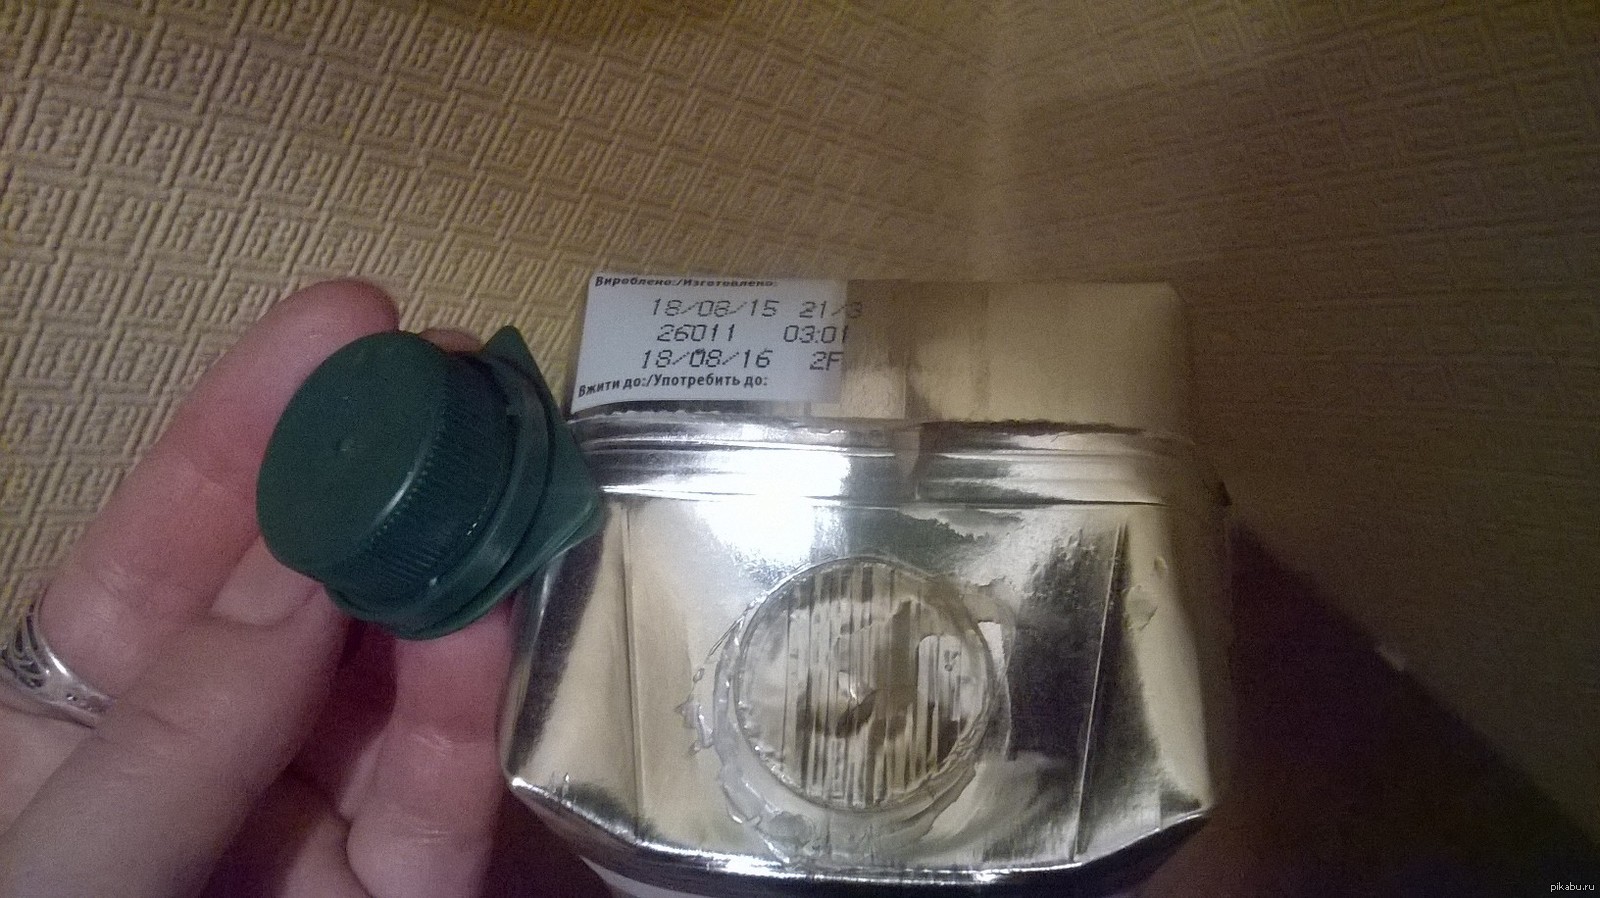 Вироблено:/Изготовлено:
18/08/15 21/3
26011 03:01
18/08/16 2F
Вжити до:/Употребить до:
pikabu.ru